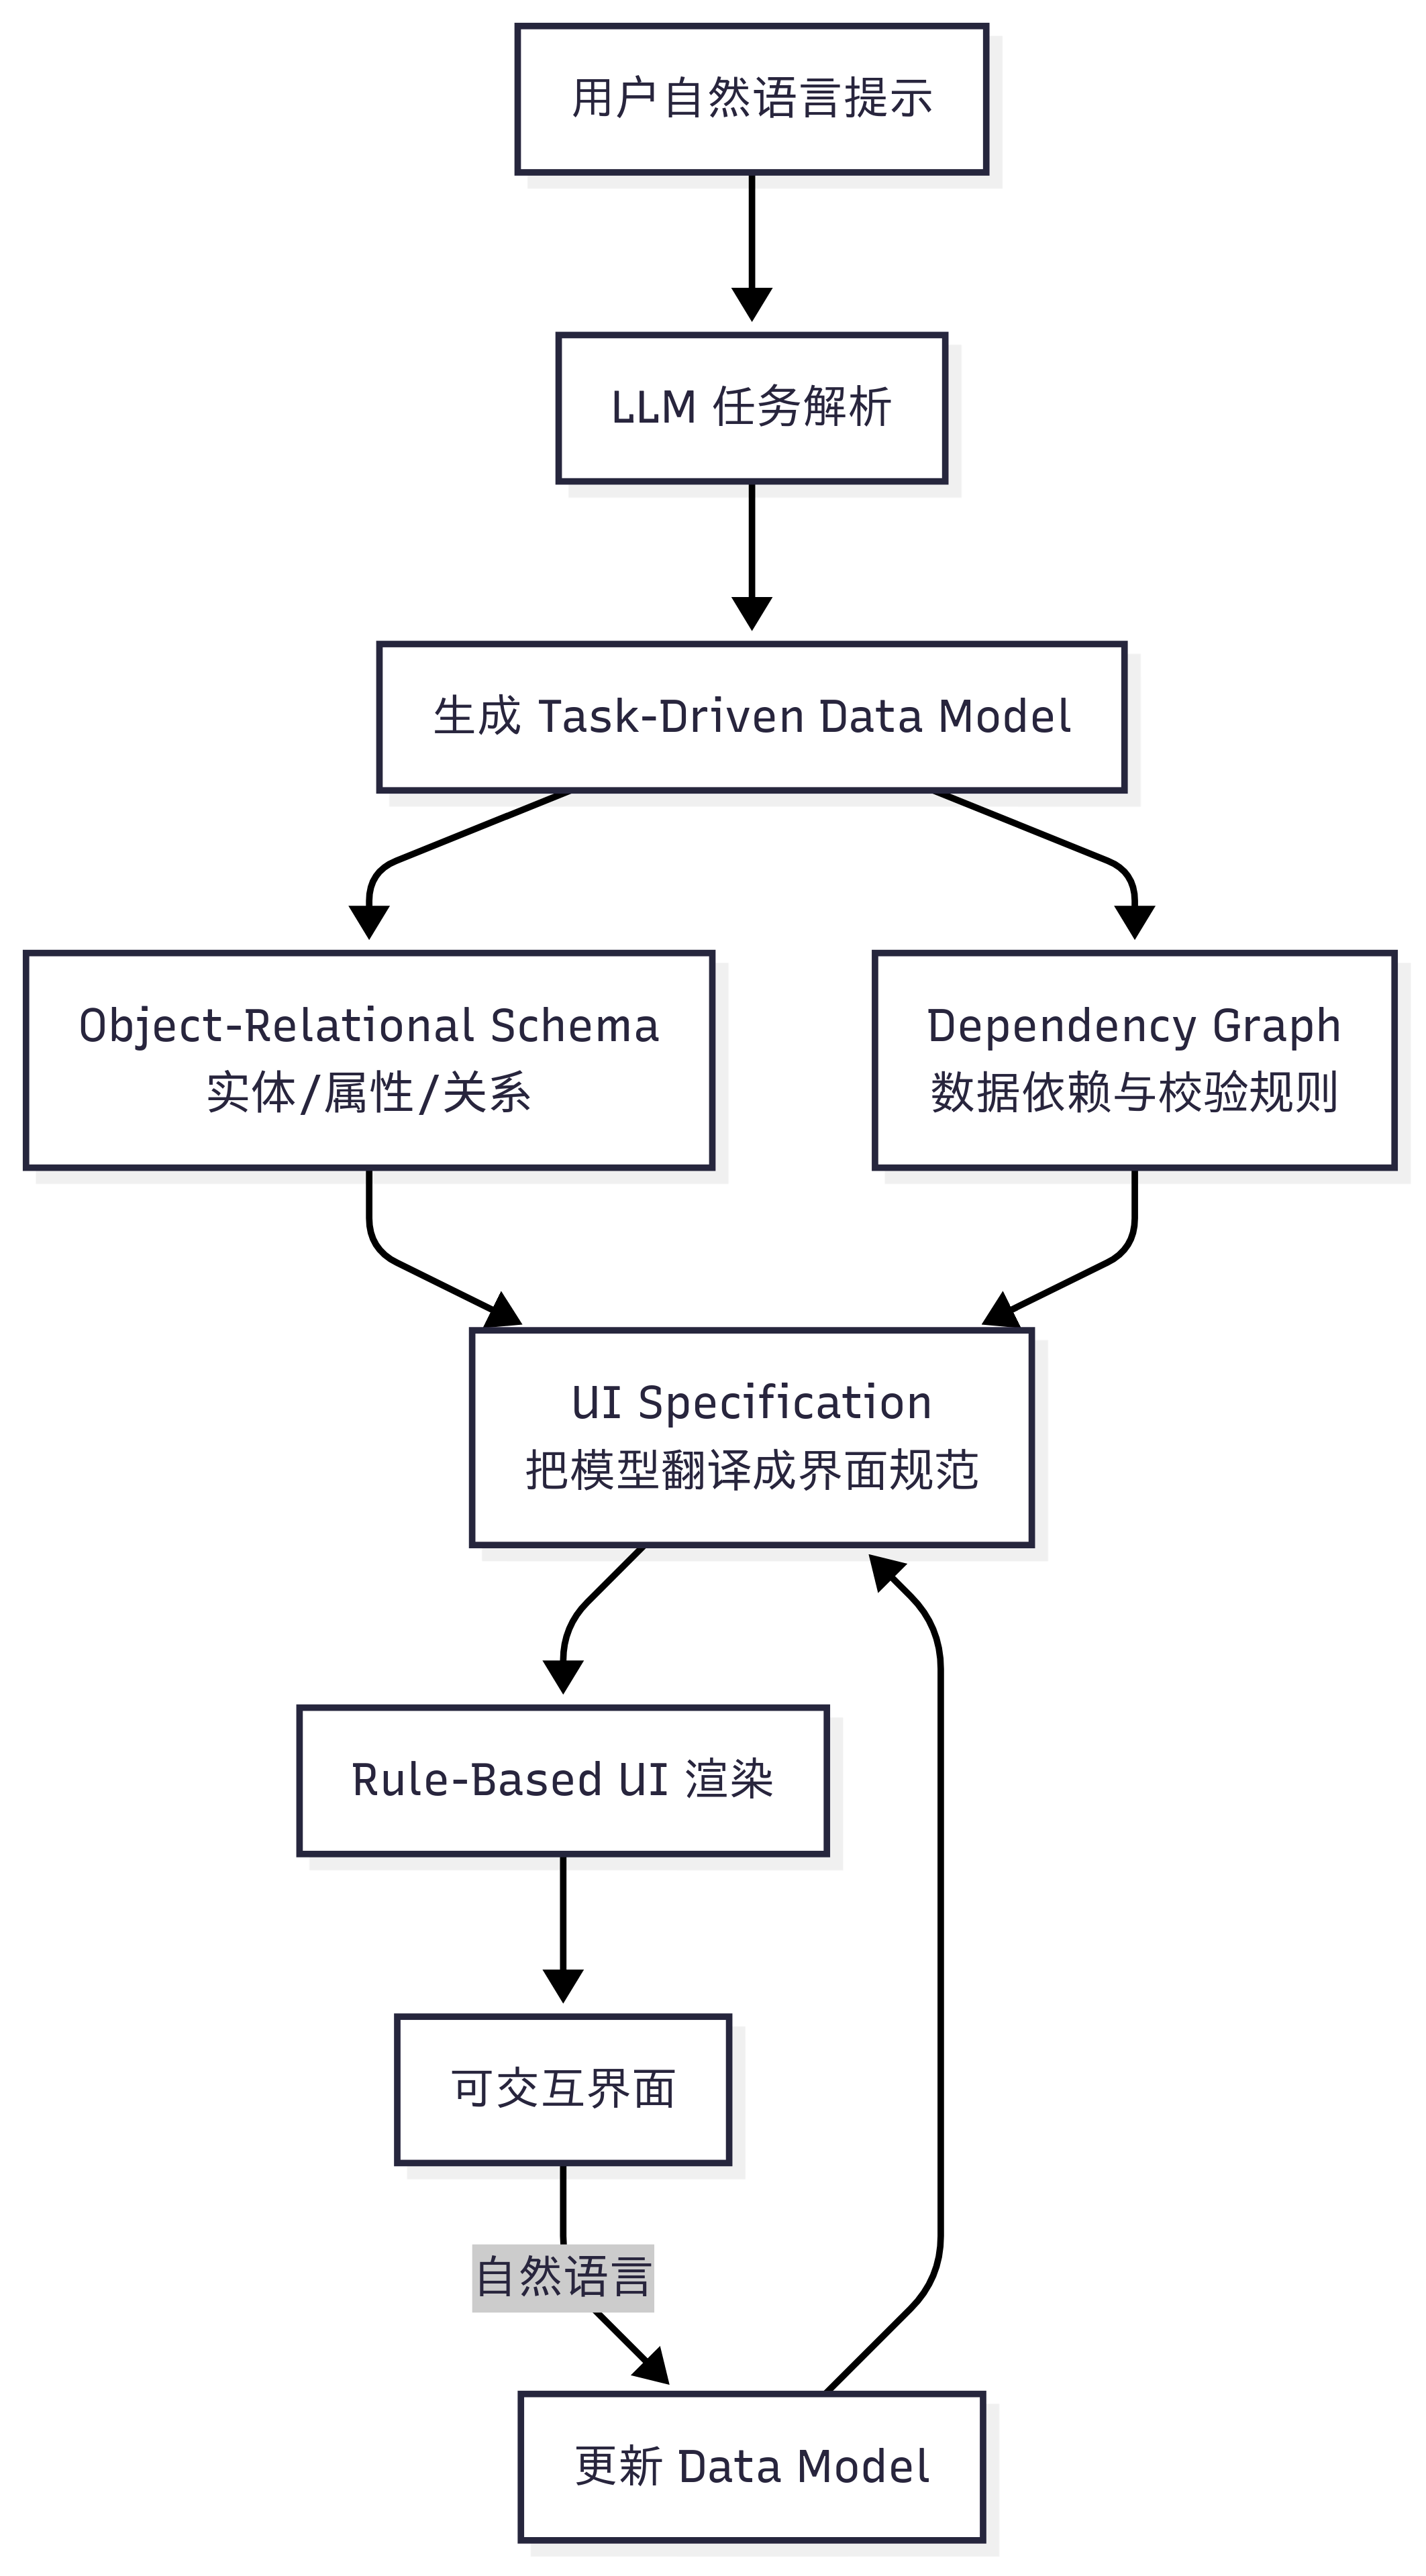 用户自然语言提示
LLM 任务解析
生成 Task-Driven Data Model
Object-Relational Schema
实体/属性/关系
Dependency Graph
数据依赖与校验规则
UI Specification
把模型翻译成界面规范
Rule-Based UI 渲染
可交互界面
自然语言
更新 Data Model